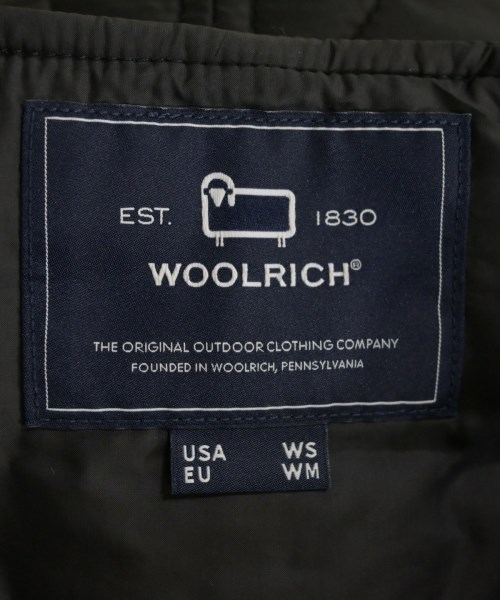 EST. 1830
WOOLRICH®
THE ORIGINAL OUTDOOR CLOTHING COMPANY
FOUNDED IN WOOLRICH, PENNSYLVANIA
USA WS
EU WM